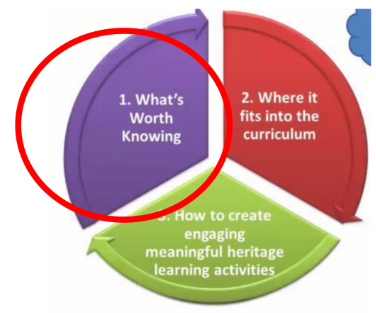 1. What's
Worth
Knowing
2. Where it
fits into the
curriculum
How to create
engaging
meaningful heritage
learning activities